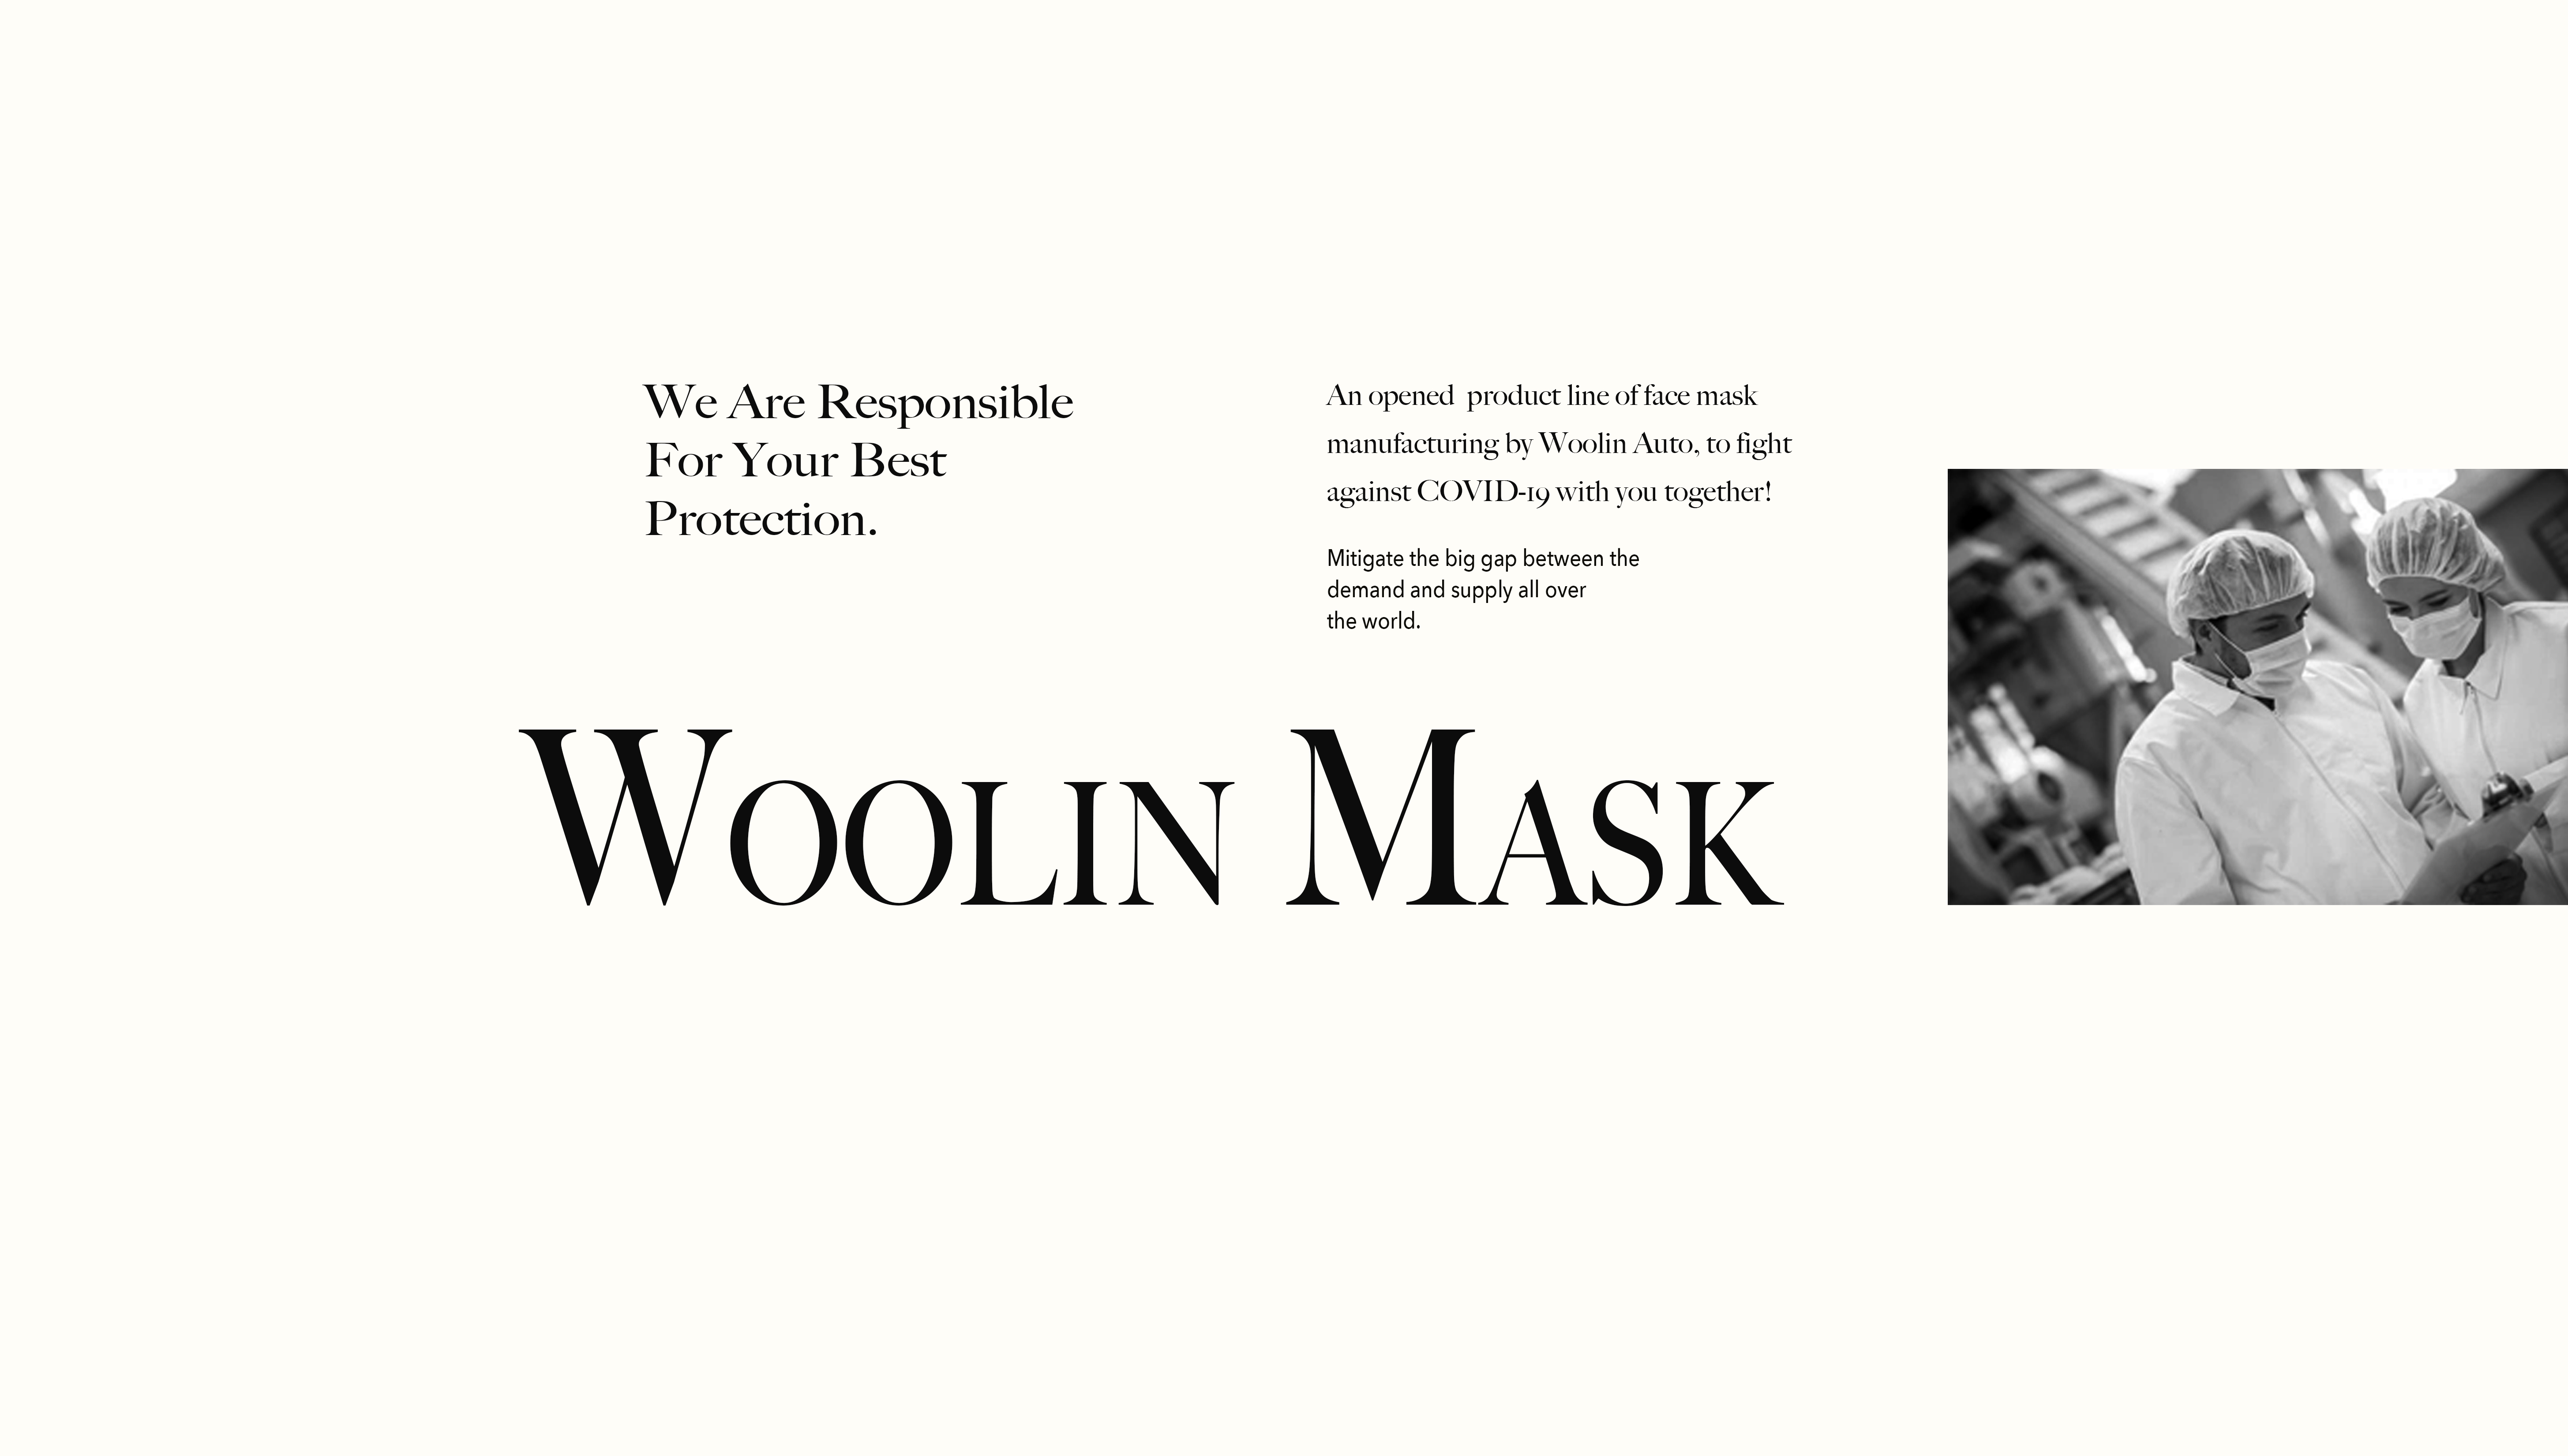 We Are Responsible
For Your Best
Protection.
An opened  product line of face mask
manufacturing by Woolin Auto, to fight
against COVID-19 with you together!
Mitigate the big gap between the
demand and supply all over
the world.
WOOLIN MASK